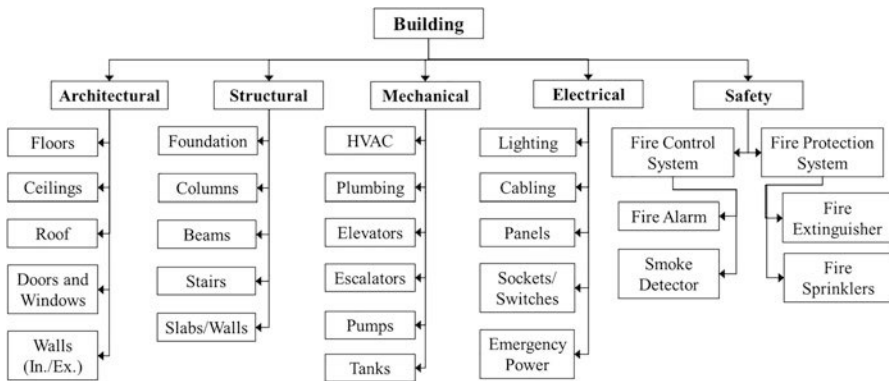 Building
Architectural
Structural
Mechanical
Electrical
Safety
Floors
Ceilings
Roof
Doors and
Windows
Walls
(In./Ex.)
Foundation
Columns
Beams
Stairs
Slabs/Walls
HVAC
Plumbing
Elevators
Escalators
Pumps
Tanks
Lighting
Cabling
Panels
Sockets/
Switches
Emergency
Power
Fire Control
System
Fire Alarm
Smoke
Detector
Fire Protection
System
Fire
Extinguisher
Fire
Sprinklers